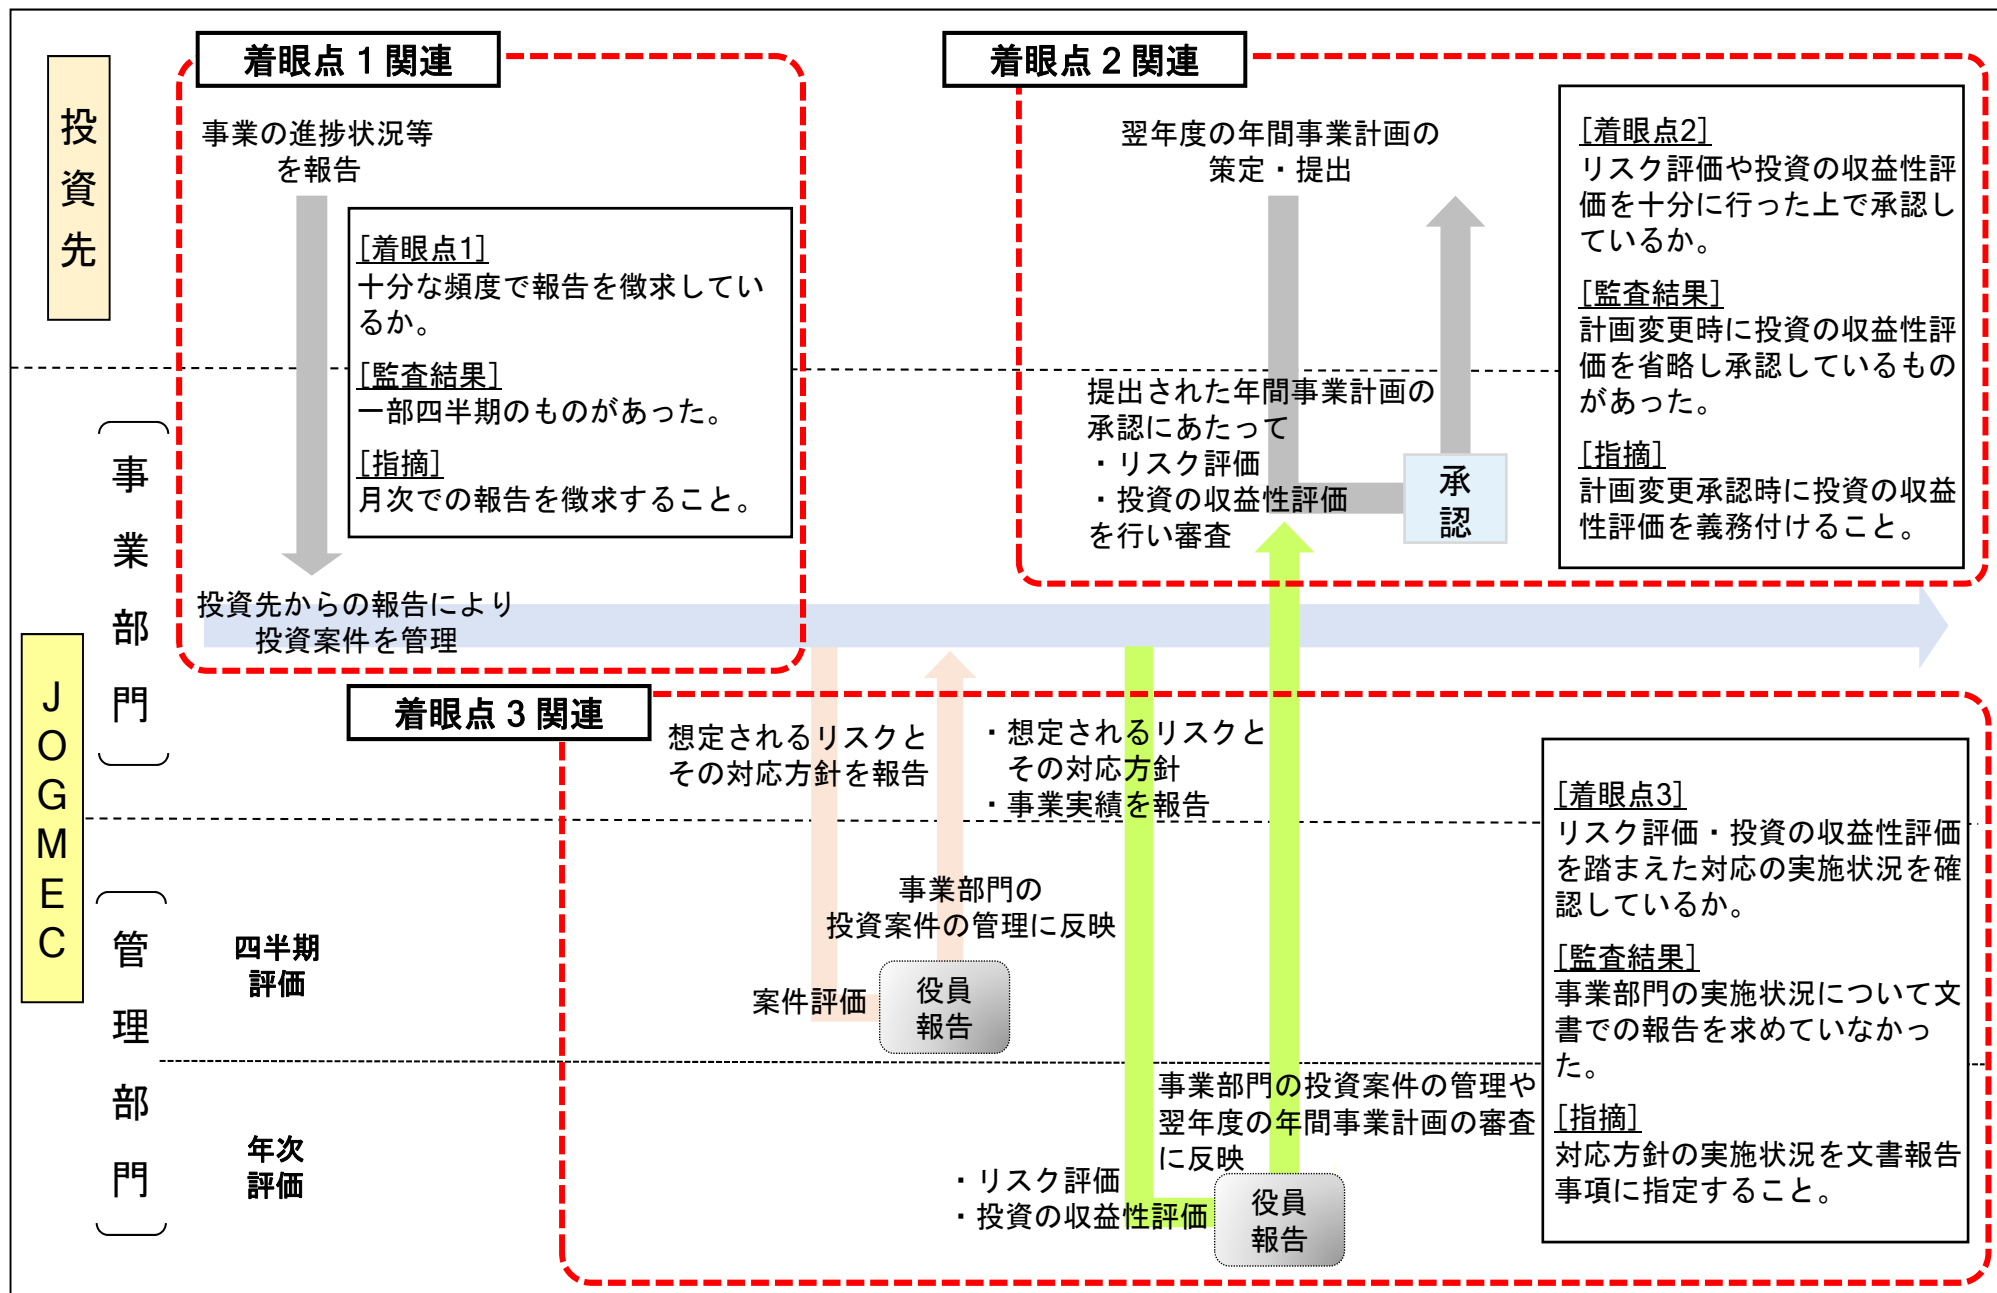 着眼点１関連
着眼点２関連
投資先
事業の進捗状況等
を報告
[着眼点1]
十分な頻度で報告を徴求してい
るか。
[監査結果]
一部四半期のものがあった。
[指摘]
月次での報告を徴求すること。
翌年度の年間事業計画の
策定・提出
提出された年間事業計画の
承認にあたって
・リスク評価
・投資の収益性評価
を行い審査
承
認
[着眼点2]
リスク評価や投資の収益性評
価を十分に行った上で承認し
ているか。
[監査結果]
計画変更時に投資の収益性評
価を省略し承認しているもの
があった。
[指摘]
計画変更承認時に投資の収益
性評価を義務付けること。
JOGMEC
事業部門
投資先からの報告により
投資案件を管理
着眼点３関連
想定されるリスクと
その対応方針を報告
・想定されるリスクと
その対応方針
・事業実績を報告
[着眼点3]
リスク評価・投資の収益性評価
を踏まえた対応の実施状況を確
認しているか。
[監査結果]
事業部門の実施状況について文
書での報告を求めていなかっ
た。
[指摘]
対応方針の実施状況を文書報告
事項に指定すること。
管理部門
四半期
評価
事業部門の
投資案件の管理に反映
案件評価
役員
報告
年次
評価
事業部門の投資案件の管理や
翌年度の年間事業計画の審査
に反映
・リスク評価
・投資の収益性評価
役員
報告